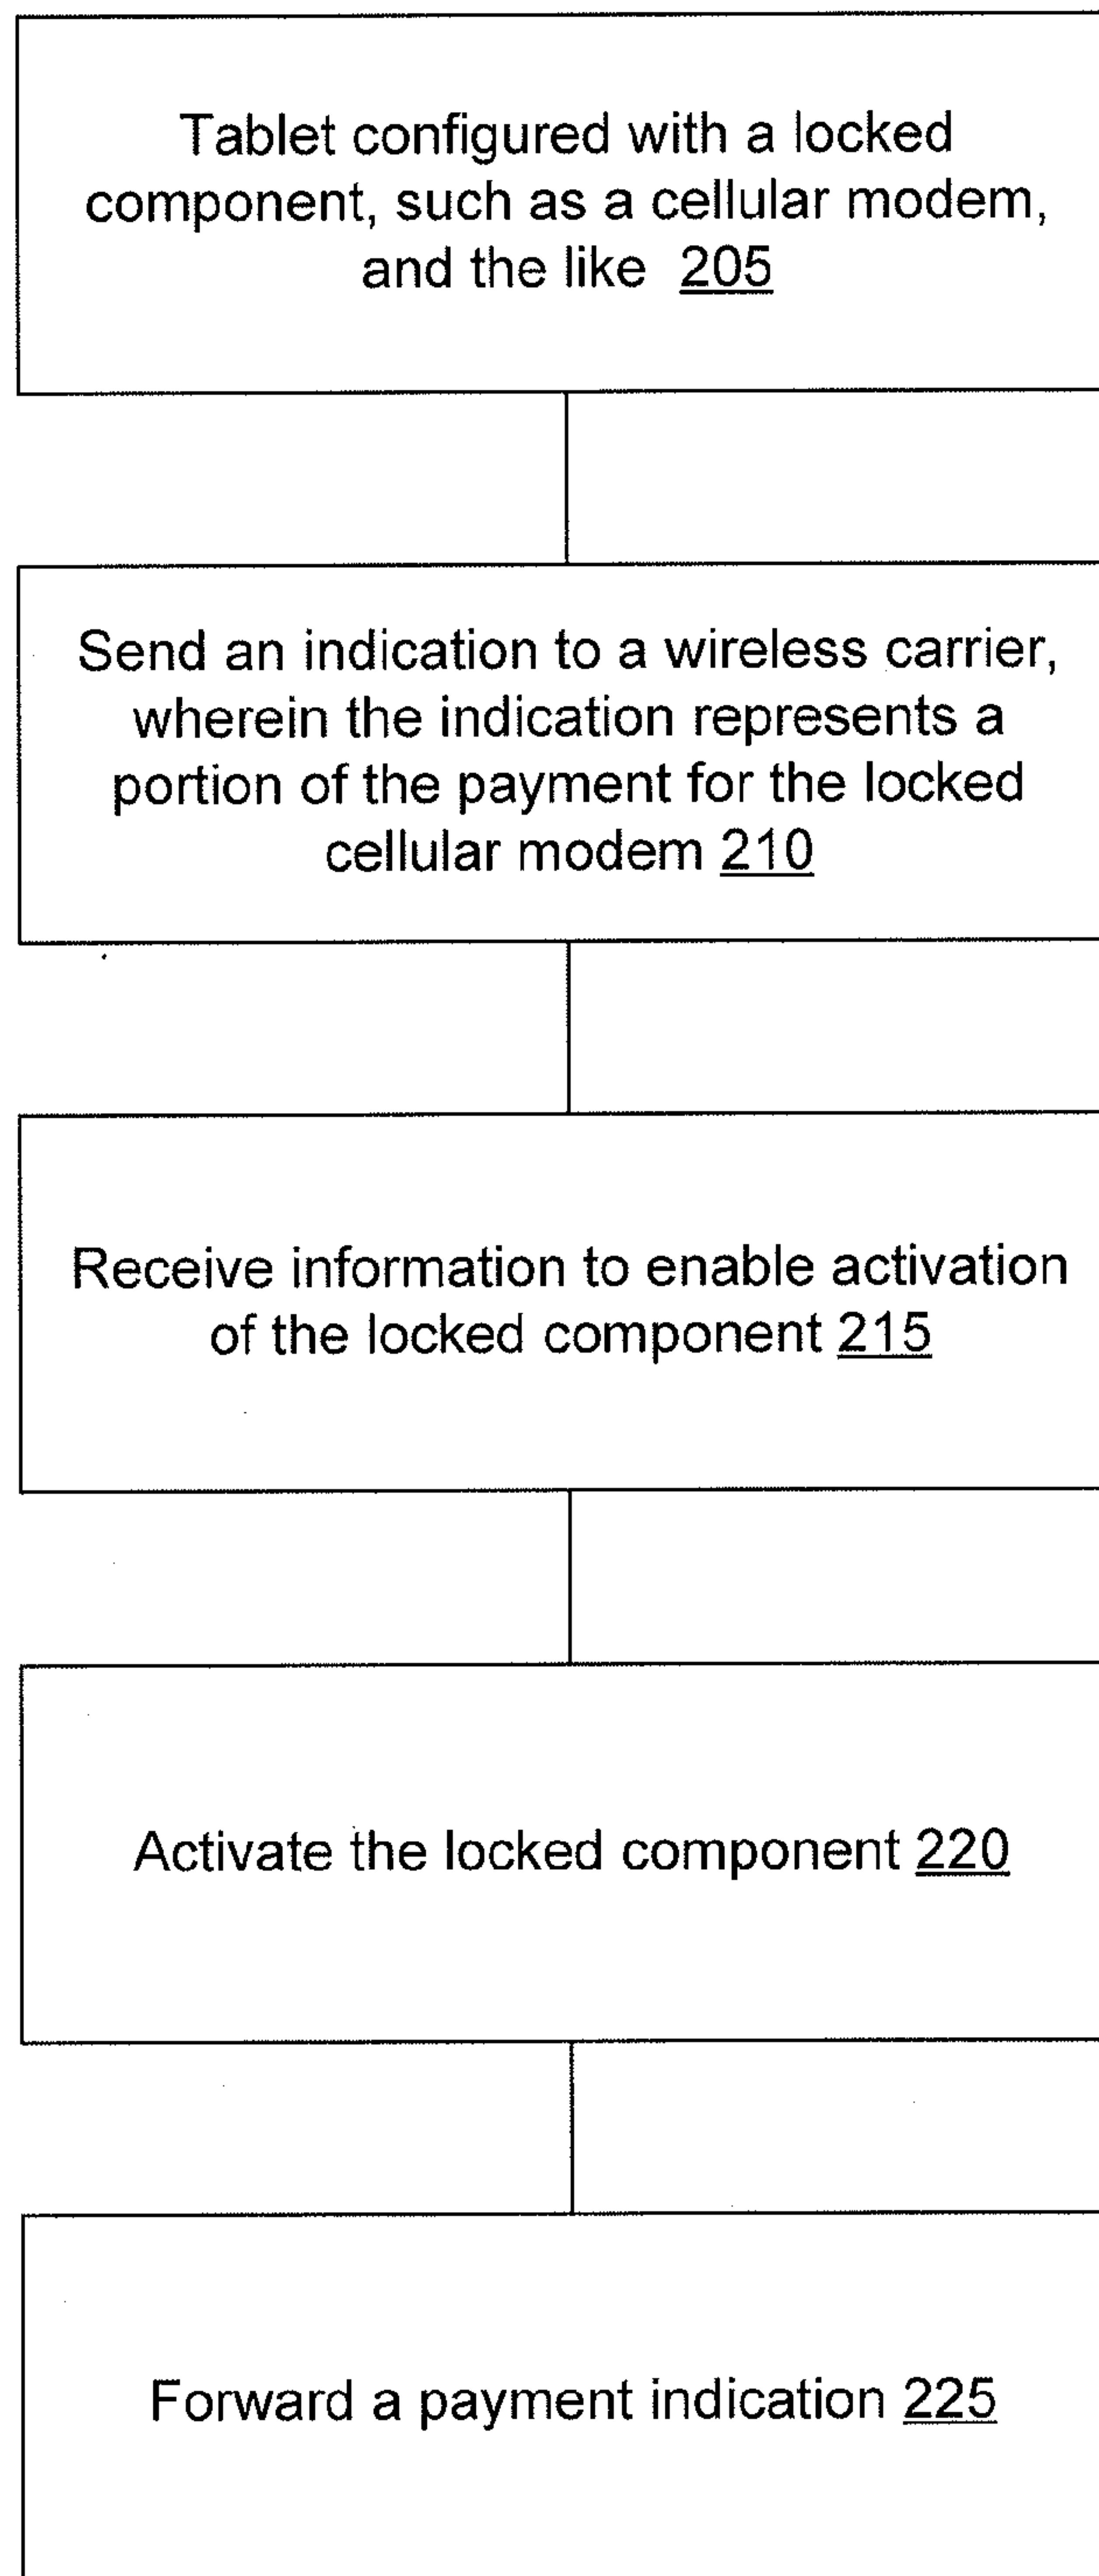 Tablet configured with a locked
component, such as a cellular modem,
and the like 205
Send an indication to a wireless carrier,
wherein the indication represents a
portion of the payment for the locked
cellular modem 210
Receive information to enable activation
of the locked component 215
Activate the locked component 220
Forward a payment indication 225